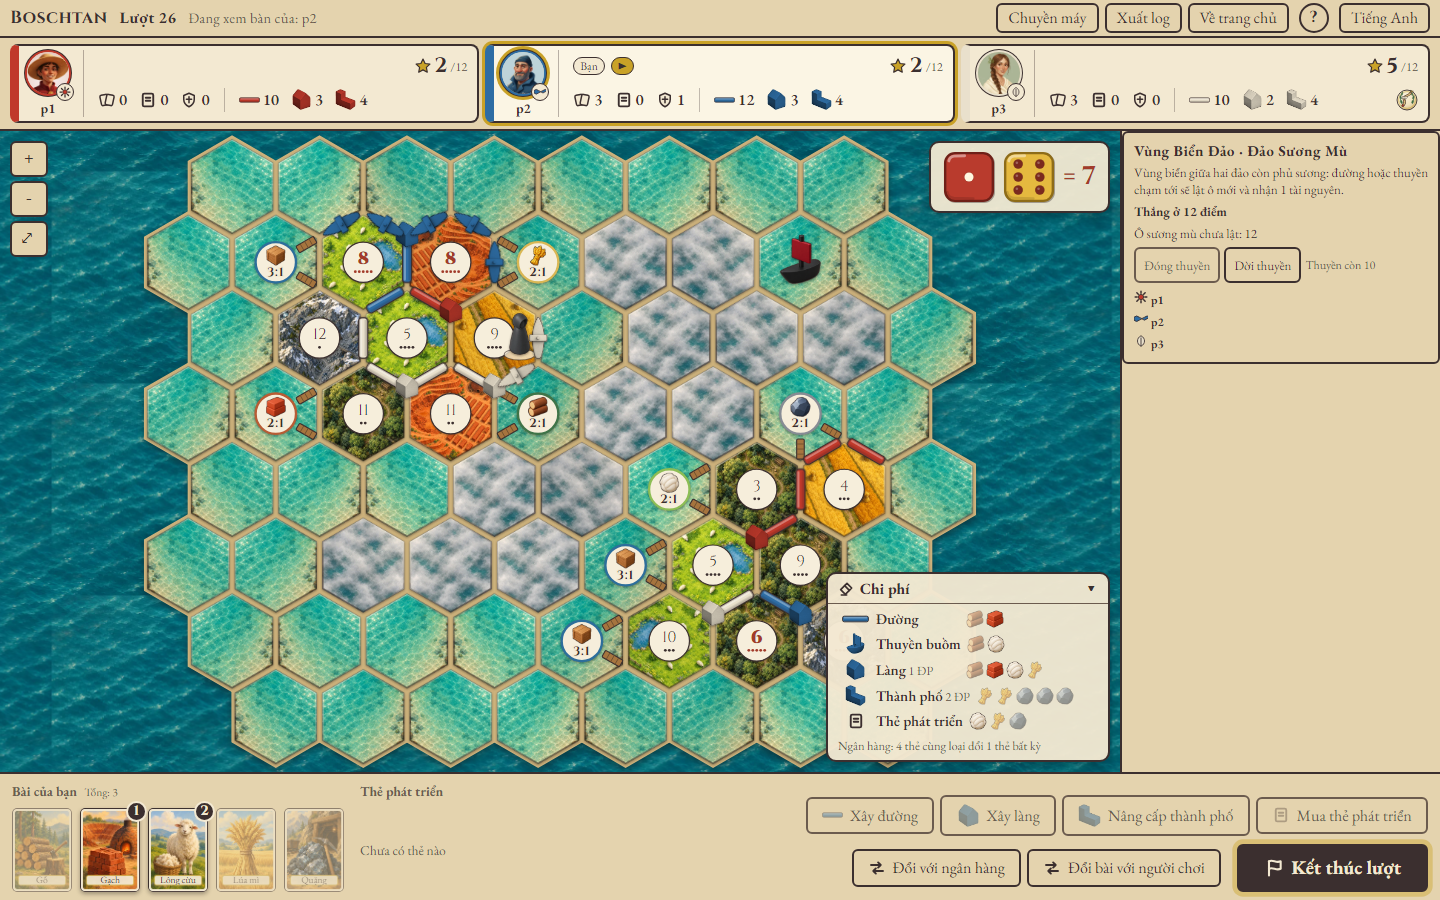 BOSCHTAN Lượt 26 Đang xem bàn của: p2
Chuyền máy Xuất log Về trang chủ ? Tiếng Anh
p1 2 /12
0 0 0 10 3 4
p2 Bạn 2 /12
3 0 1 12 3 4
p3 5 /12
3 0 0 10 2 4
+
-
= 7
3:1 8 8 2:1
12 5 9
2:1 11 11 2:1 2:1
2:1 3 4
3:1 5 9
3:1 10 6
Vùng Biển Đảo · Đảo Sương Mù
Vùng biển giữa hai đảo còn phủ sương: đường hoặc thuyền
chạm tới sẽ lật ô mới và nhận 1 tài nguyên.
Thắng ở 12 điểm
Ô sương mù chưa lật: 12
Đóng thuyền Dời thuyền Thuyền còn 10
p1
p2
p3
Chi phí
Đường
Thuyền buồm
Làng 1 ĐP
Thành phố 2 ĐP
Thẻ phát triển
Ngân hàng: 4 thẻ cùng loại đổi 1 thẻ bất kỳ
Bài của bạn Tổng: 3
1 2
Gỗ Gạch Lông cừu Lúa mì Quặng
Thẻ phát triển
Chưa có thẻ nào
Xây đường Xây làng Nâng cấp thành phố Mua thẻ phát triển
Đổi với ngân hàng Đổi bài với người chơi Kết thúc lượt